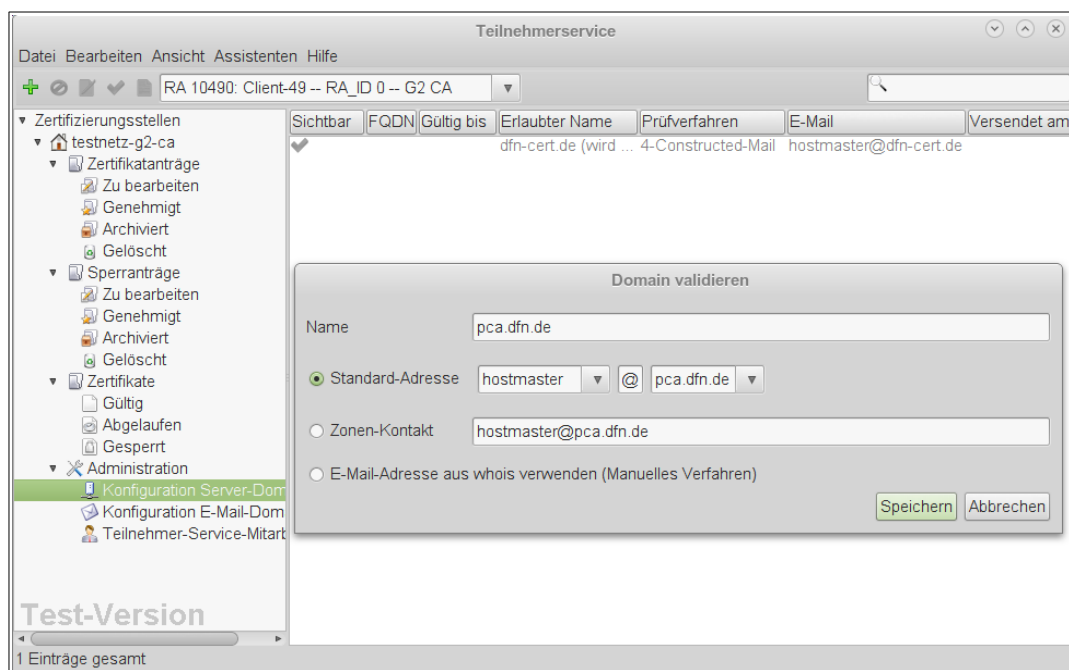 Teilnehmerservice
Datei Bearbeiten Ansicht Assistenten Hilfe
RA 10490: Client-49 -- RA_ID 0 -- G2 CA
Zertifizierungsstellen
testnetz-g2-ca
Zertifikatanträge
Zu bearbeiten
Genehmigt
Archiviert
Gelöscht
Sperranträge
Zu bearbeiten
Genehmigt
Archiviert
Gelöscht
Zertifikate
Gültig
Abgelaufen
Gesperrt
Administration
Konfiguration Server-Dom
Konfiguration E-Mail-Dom
Teilnehmer-Service-Mitart
Test-Version
Sichtbar FQDN Gültig bis Erlaubter Name Prüfverfahren E-Mail Versendet am
dfn-cert.de (wird ... 4-Constructed-Mail hostmaster@dfn-cert.de
Domain validieren
Name pca.dfn.de
Standard-Adresse hostmaster @ pca.dfn.de
Zonen-Kontakt hostmaster@pca.dfn.de
E-Mail-Adresse aus whois verwenden (Manuelles Verfahren)
Speichern Abbrechen
1 Einträge gesamt